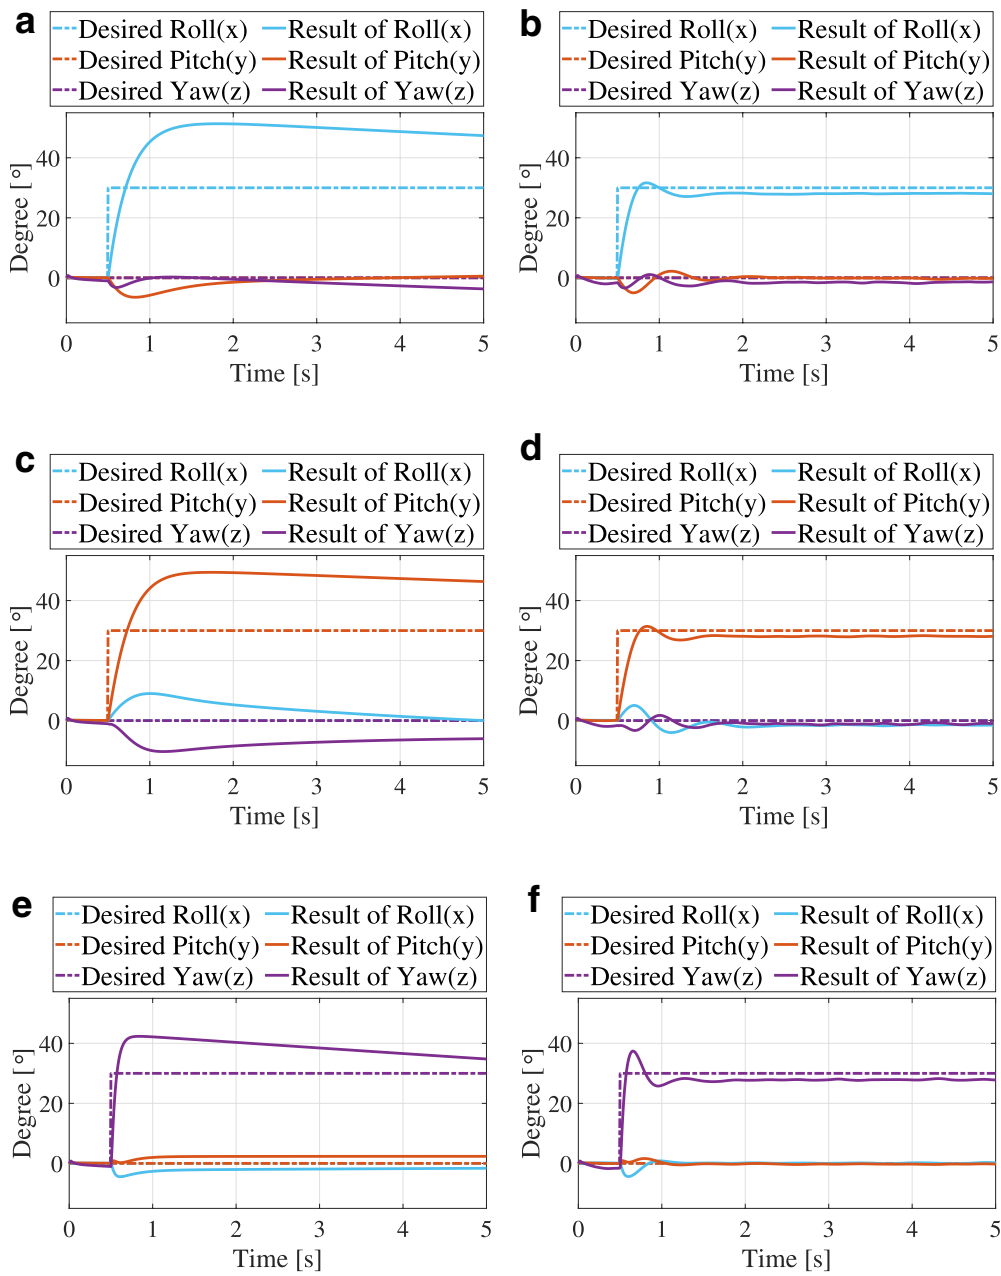 a
Desired Roll(x) Result of Roll(x)
Desired Pitch(y) Result of Pitch(y)
Desired Yaw(z) Result of Yaw(z)
Degree [°]
40
20
0
0 1 2 3 4 5
Time [s]
b
Desired Roll(x) Result of Roll(x)
Desired Pitch(y) Result of Pitch(y)
Desired Yaw(z) Result of Yaw(z)
Degree [°]
40
20
0
0 1 2 3 4 5
Time [s]
c
Desired Roll(x) Result of Roll(x)
Desired Pitch(y) Result of Pitch(y)
Desired Yaw(z) Result of Yaw(z)
Degree [°]
40
20
0
0 1 2 3 4 5
Time [s]
d
Desired Roll(x) Result of Roll(x)
Desired Pitch(y) Result of Pitch(y)
Desired Yaw(z) Result of Yaw(z)
Degree [°]
40
20
0
0 1 2 3 4 5
Time [s]
e
Desired Roll(x) Result of Roll(x)
Desired Pitch(y) Result of Pitch(y)
Desired Yaw(z) Result of Yaw(z)
Degree [°]
40
20
0
0 1 2 3 4 5
Time [s]
f
Desired Roll(x) Result of Roll(x)
Desired Pitch(y) Result of Pitch(y)
Desired Yaw(z) Result of Yaw(z)
Degree [°]
40
20
0
0 1 2 3 4 5
Time [s]